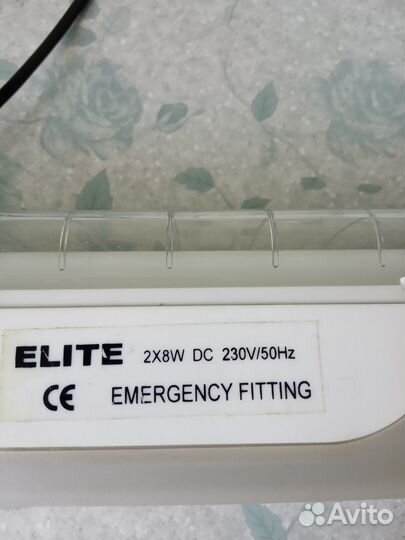 ELITE 2X8W DC 230V/50Hz
CE EMERGENCY FITTING
Avito